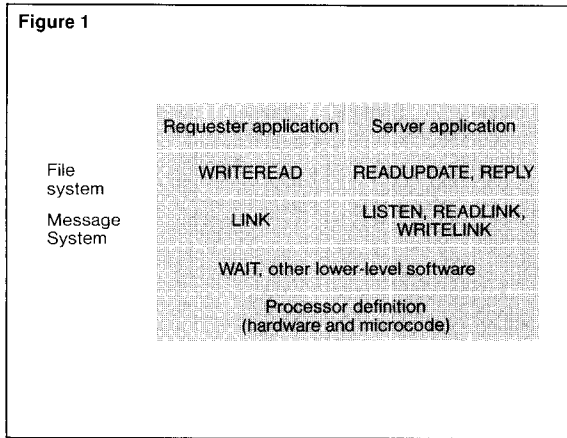 Figure 1
Requester application Server application
File system WRITEREAD READUPDATE, REPLY
Message System LINK LISTEN, READLINK, WRITELINK
WAIT, other lower-level software
Processor definition
(hardware and microcode)